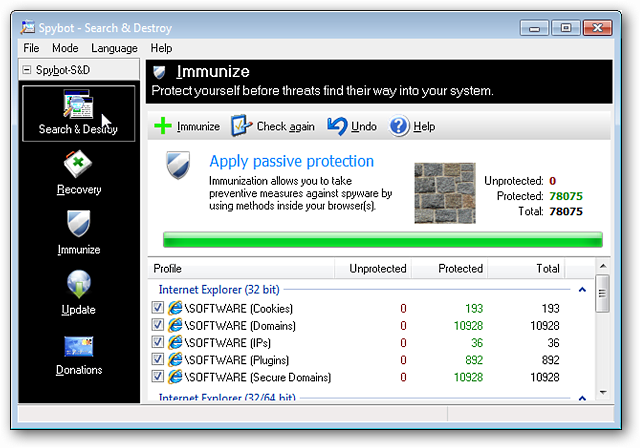 Spybot - Search & Destroy
File Mode Language Help
Spybot-S&D
Search & Destroy
Recovery
Immunize
Update
Donations
Immunize
Protect yourself before threats find their way into your system.
Immunize Check again Undo Help
Apply passive protection
Immunization allows you to take
preventive measures against spyware by
using methods inside your browser(s).
Unprotected: 0
Protected: 78075
Total: 78075
Profile Unprotected Protected Total
Internet Explorer (32 bit)
\SOFTWARE (Cookies) 0 193 193
\SOFTWARE (Domains) 0 10928 10928
\SOFTWARE (IPs) 0 36 36
\SOFTWARE (Plugins) 0 892 892
\SOFTWARE (Secure Domains) 0 10928 10928
Internet Explorer (32/64 bit)